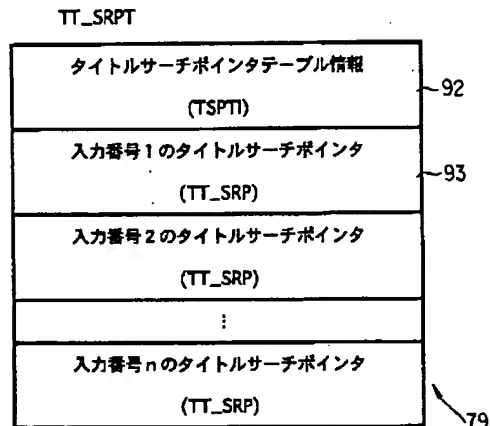 TT_SRPT
タイトルサーチポインタテーブル情報
(TSPTI)
92
入力番号1のタイトルサーチポインタ
(TT_SRP)
93
入力番号2のタイトルサーチポインタ
(TT_SRP)
⋮
入力番号nのタイトルサーチポインタ
(TT_SRP)
79